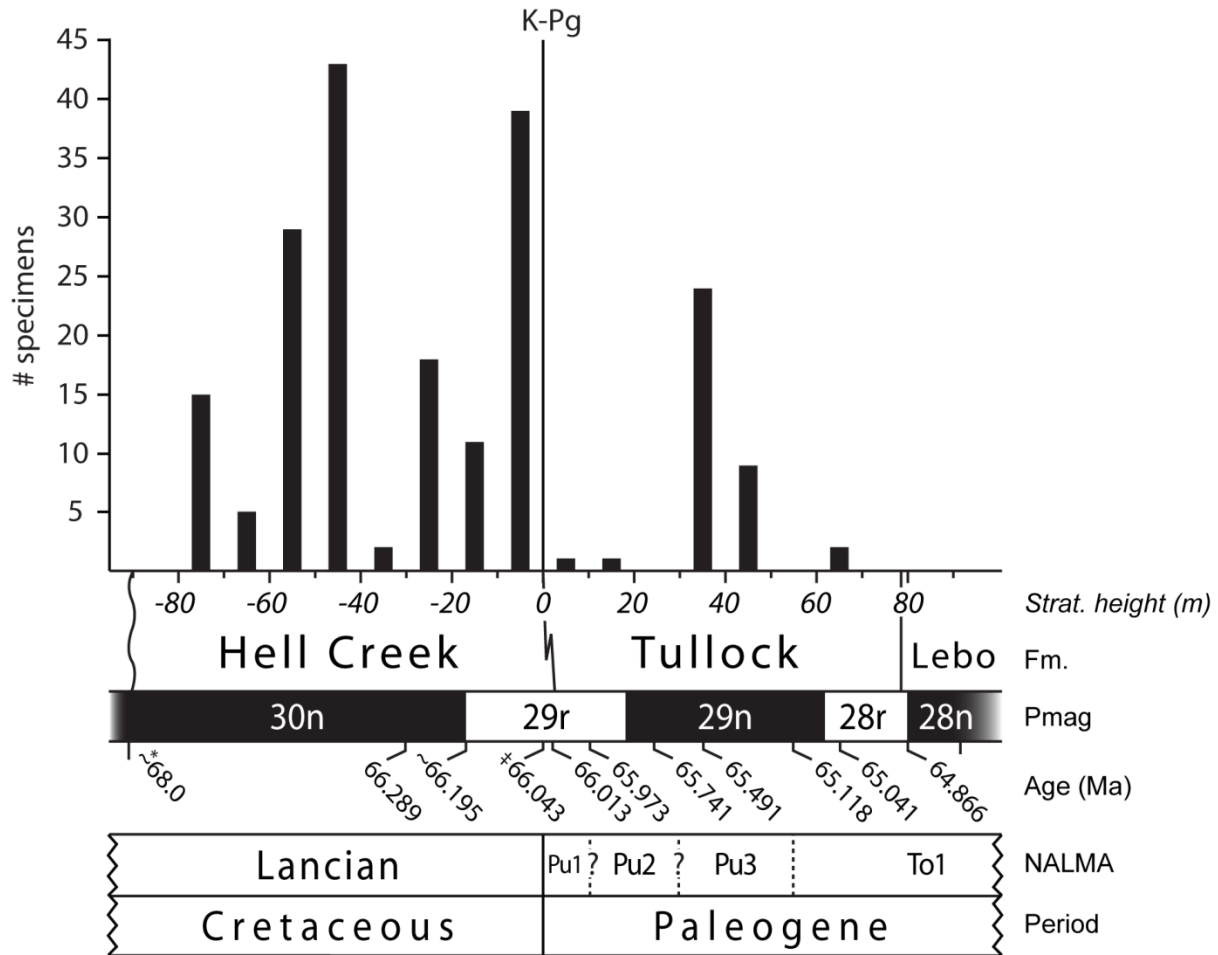 K-Pg
45
40
35
30
25
20
15
10
5
# specimens
-80 -60 -40 -20 0 20 40 60 80 Strat. height (m)
Hell Creek Tullock Lebo Fm.
30n 29r 29n 28r 28n Pmag
~*68.0 66.289 ~66.195 ‡66.043 66.013 65.973 65.741 65.491 65.118 65.041 64.866 Age (Ma)
Lancian Pu1 ? Pu2 ? Pu3 To1 NALMA
Cretaceous Paleogene Period